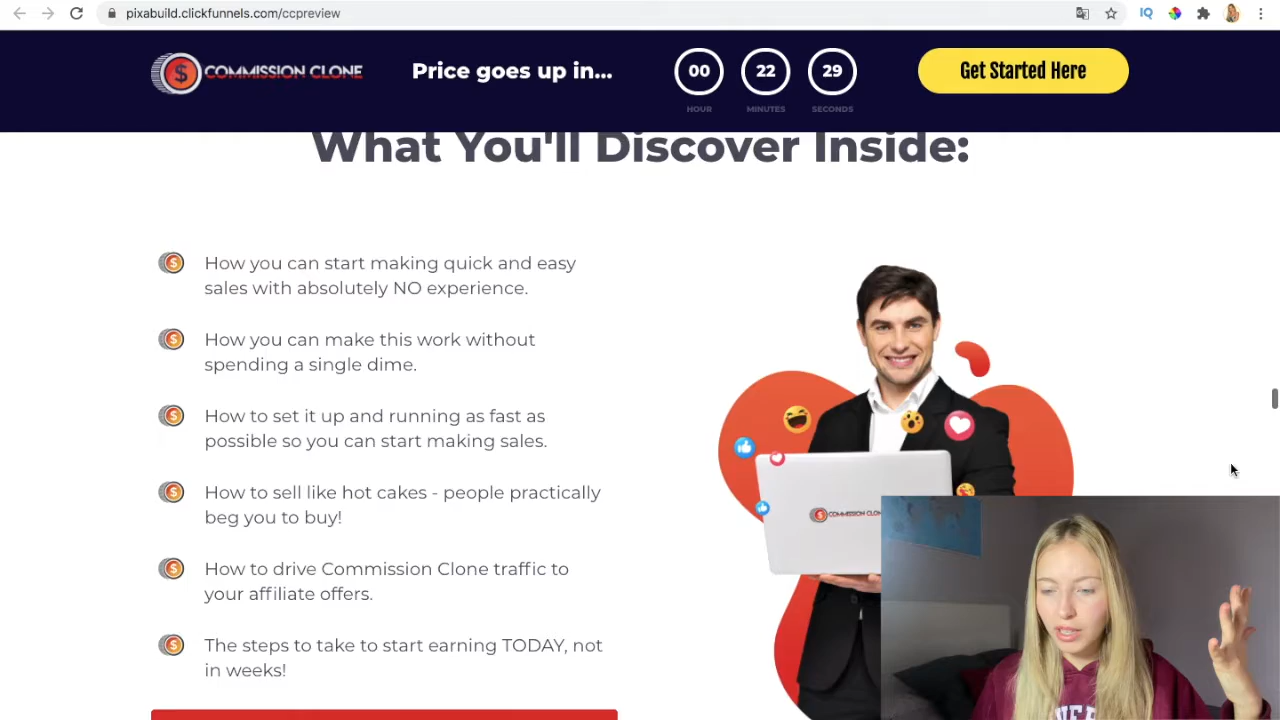 pixabuild.clickfunnels.com/ccpreview
COMMISSION CLONE
Price goes up in...
00
22
29
HOUR
MINUTES
SECONDS
Get Started Here
What You'll Discover Inside:
How you can start making quick and easy
sales with absolutely NO experience.
How you can make this work without
spending a single dime.
How to set it up and running as fast as
possible so you can start making sales.
How to sell like hot cakes - people practically
beg you to buy!
How to drive Commission Clone traffic to
your affiliate offers.
The steps to take to start earning TODAY, not
in weeks!